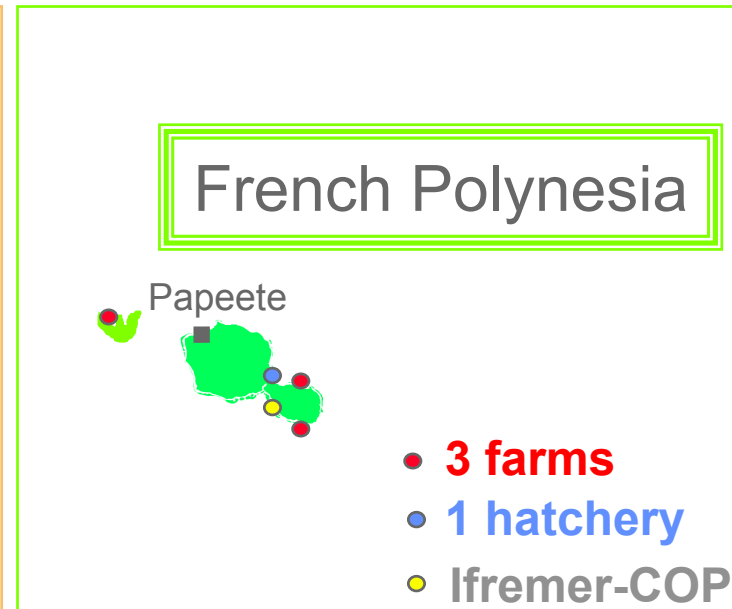 French Polynesia
Papeete
3 farms
1 hatchery
Ifremer-COP